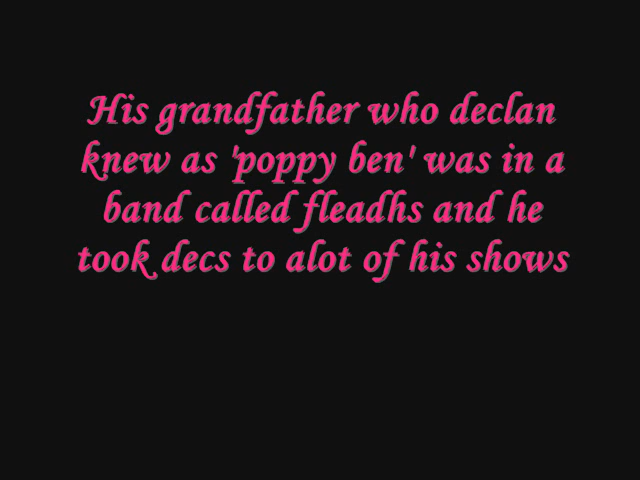 His grandfather who declan
knew as 'poppy ben' was in a
band called fleadhs and he
took decs to alot of his shows